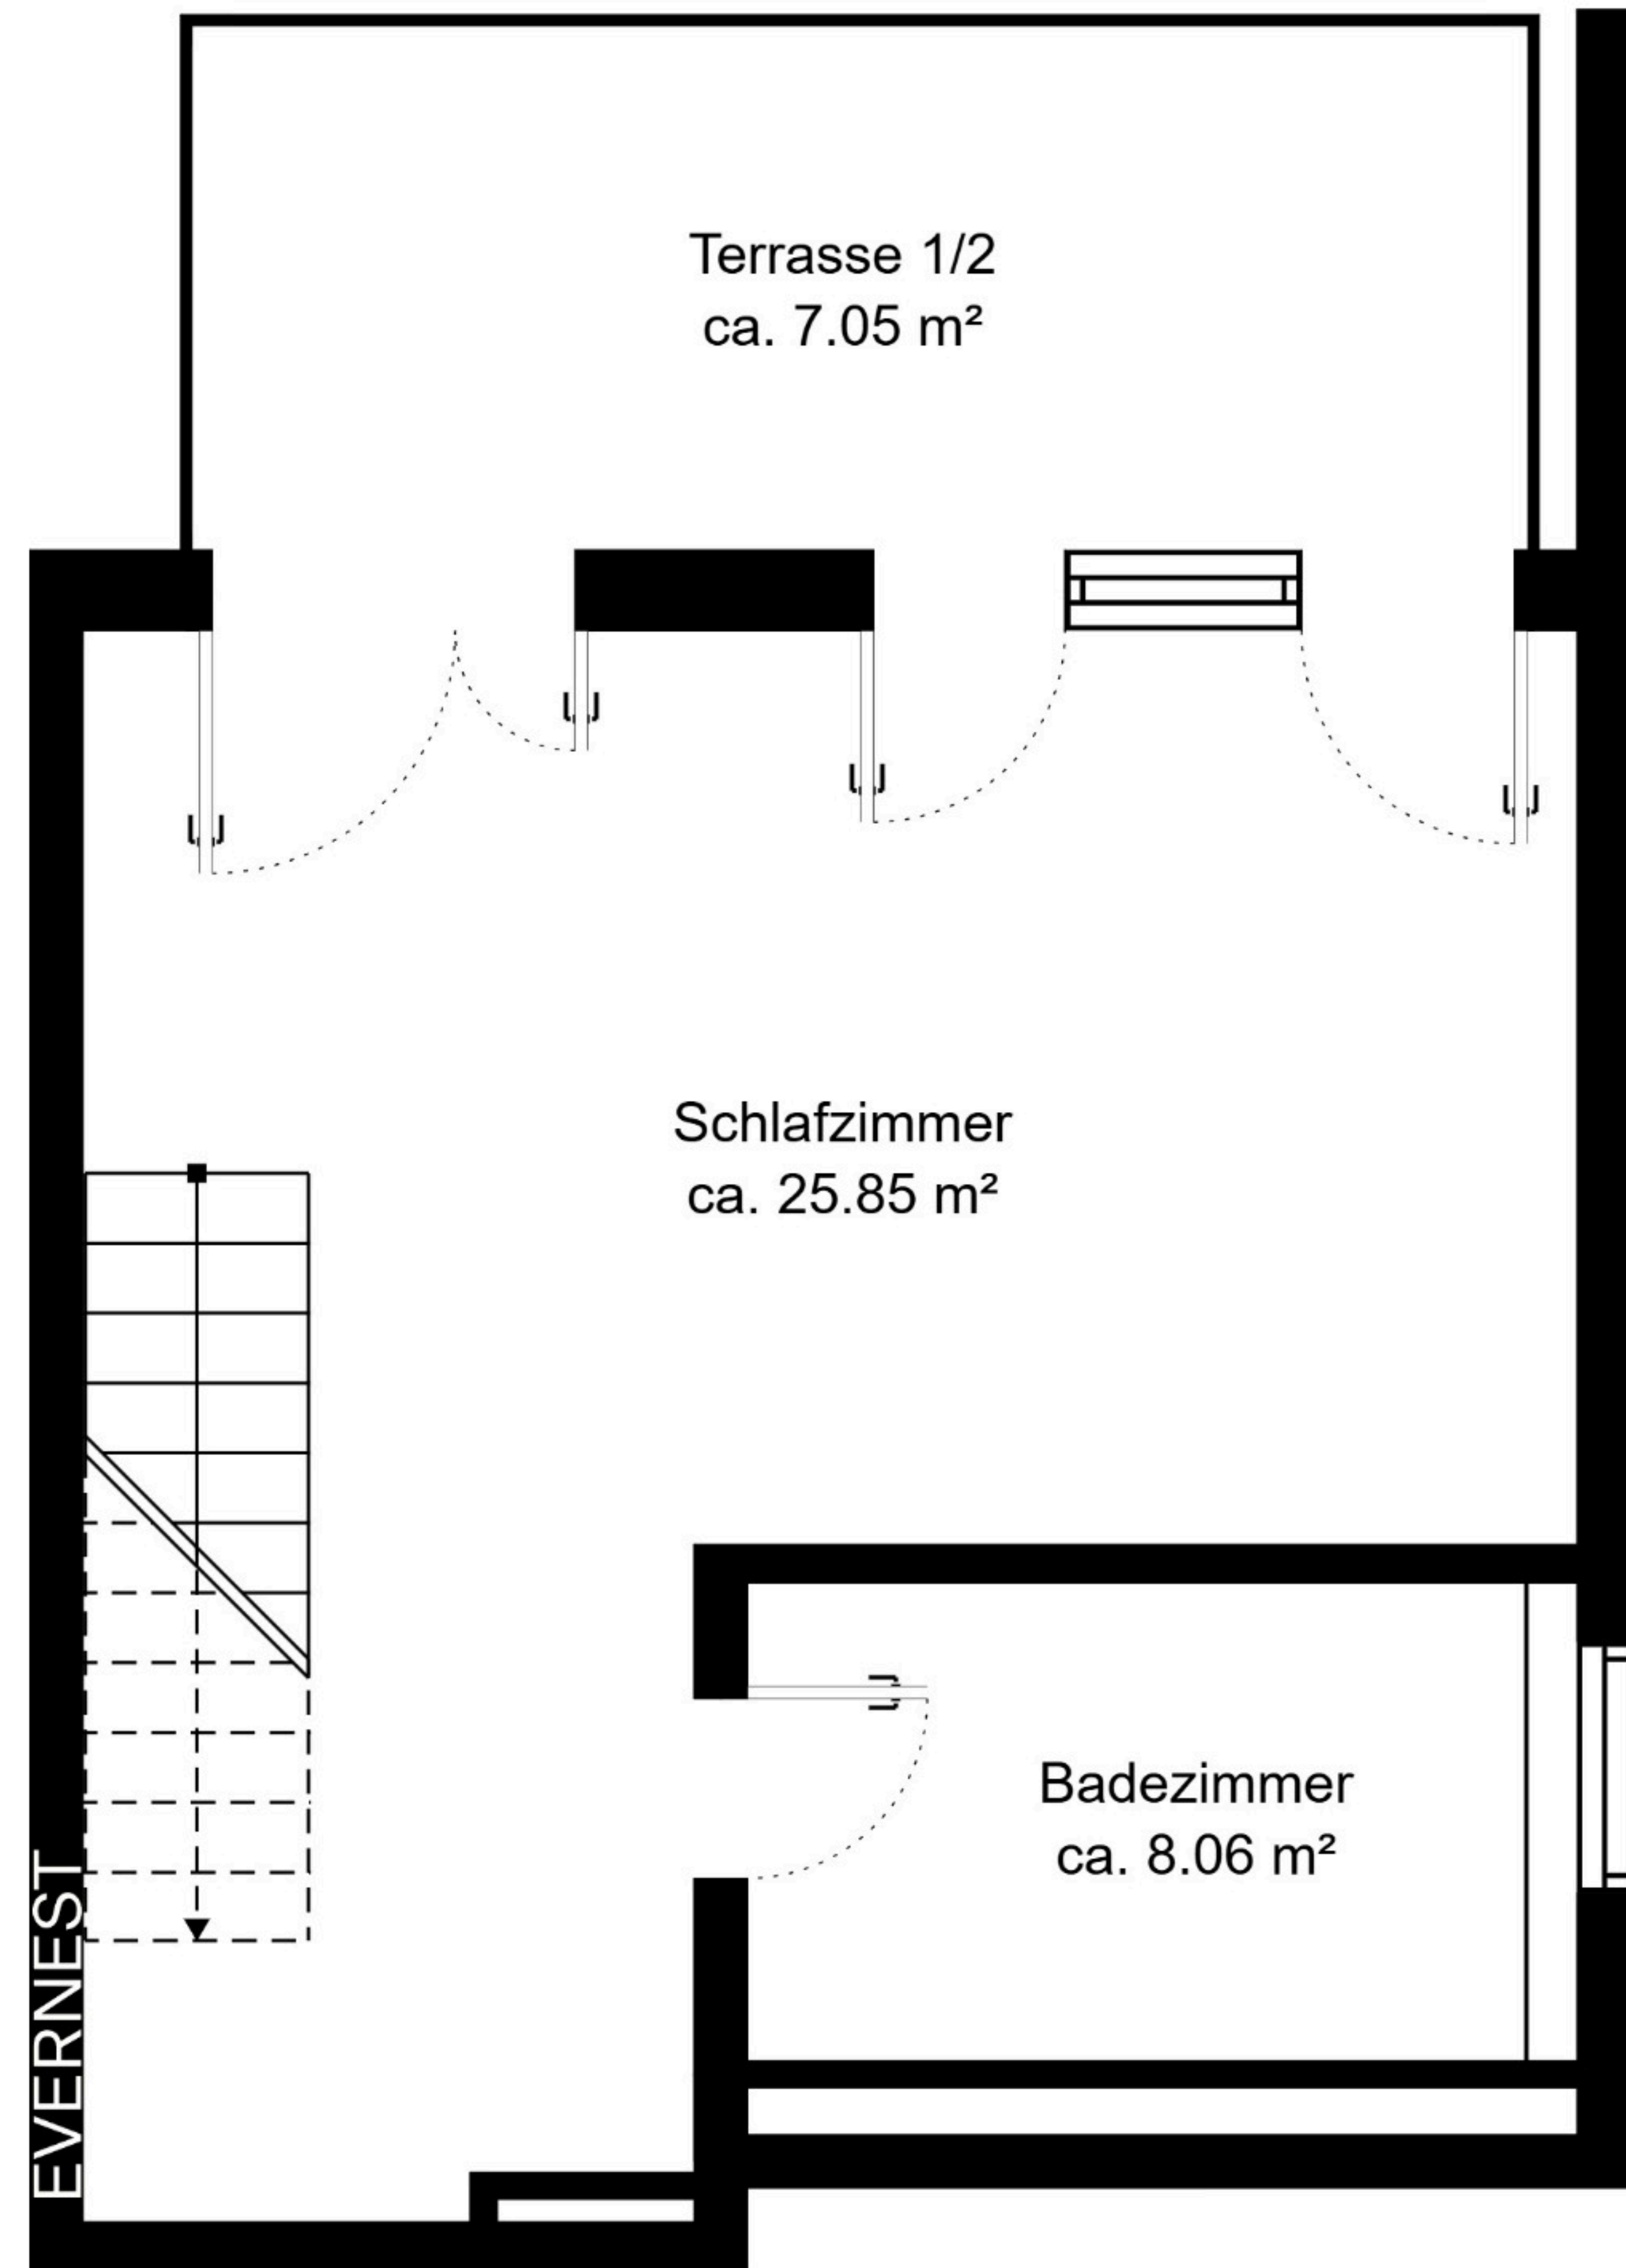 Terrasse 1/2
ca. 7.05 m²
Schlafzimmer
ca. 25.85 m²
Badezimmer
ca. 8.06 m²
EVERNEST